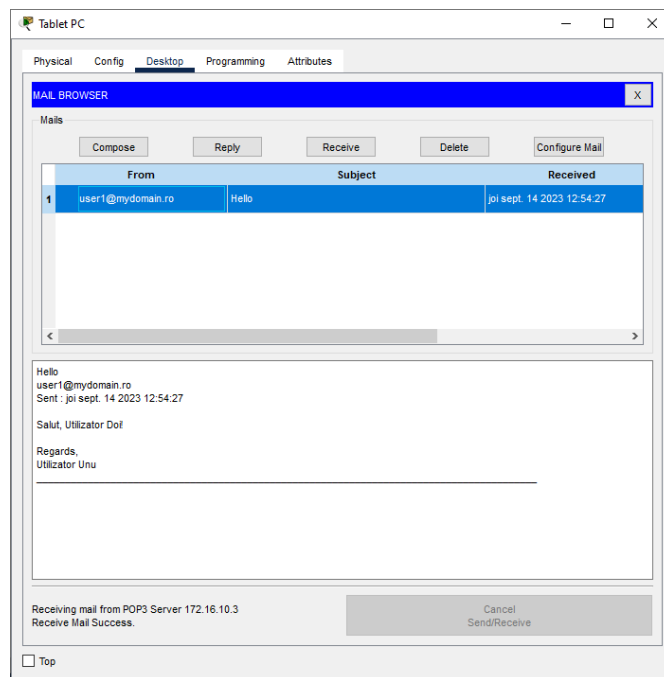 Tablet PC
Physical Config Desktop Programming Attributes
MAIL BROWSER X
Mails
Compose Reply Receive Delete Configure Mail
From Subject Received
1 user1@mydomain.ro Hello joi sept. 14 2023 12:54:27
Hello
user1@mydomain.ro
Sent : joi sept. 14 2023 12:54:27
Salut, Utilizator Doi!
Regards,
Utilizator Unu
Receiving mail from POP3 Server 172.16.10.3
Receive Mail Success.
Cancel
Send/Receive
Top